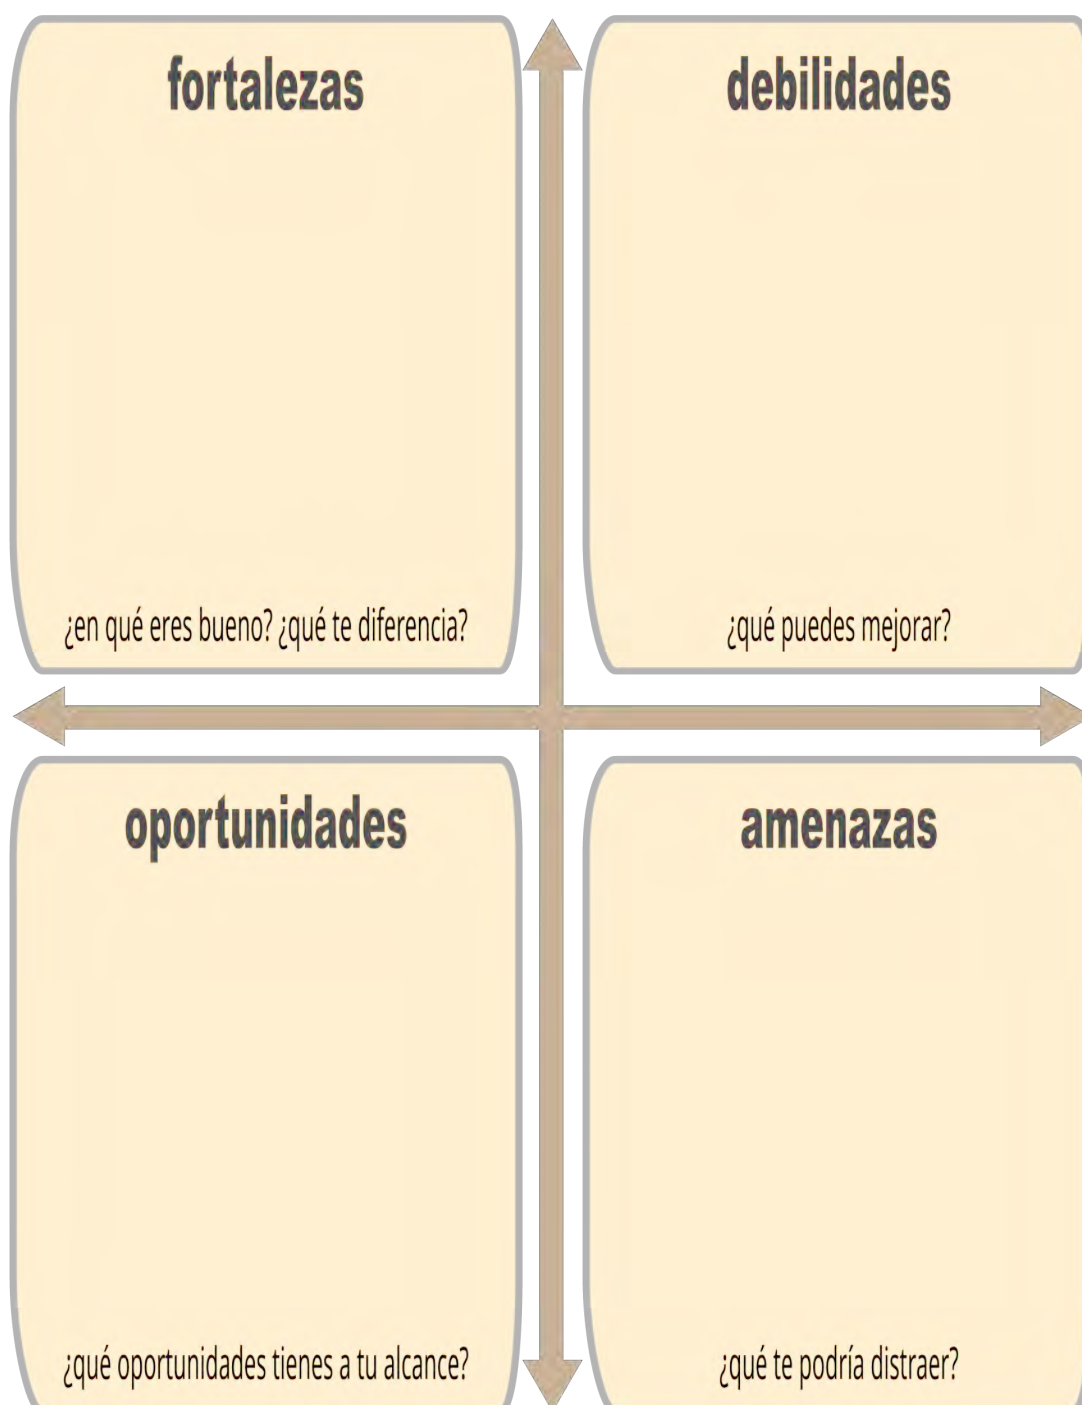 fortalezas
¿en qué eres bueno? ¿qué te diferencia?
debilidades
¿qué puedes mejorar?
oportunidades
¿qué oportunidades tienes a tu alcance?
amenazas
¿qué te podría distraer?